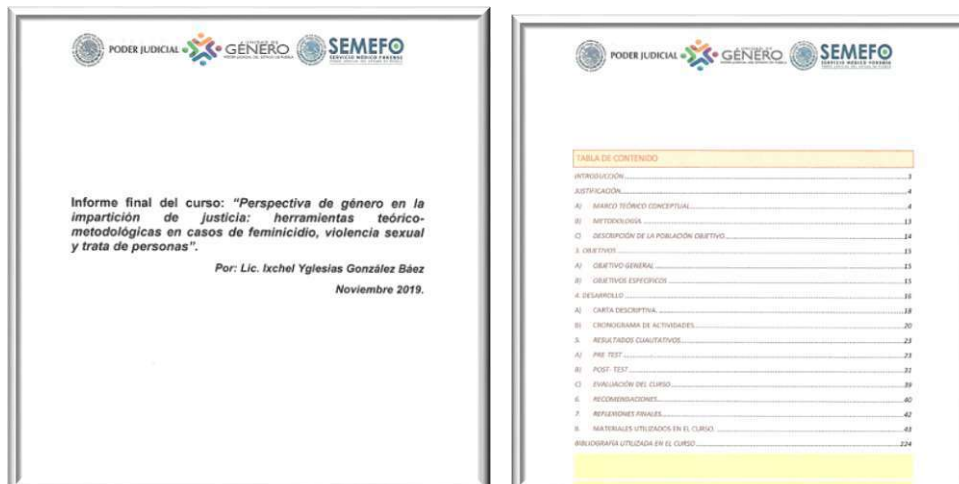 PODER JUDICIAL
GÉNERO
SEMEFO
SERVICIO MÉDICO FORENSE
Informe final del curso: "Perspectiva de género en la
impartición de justicia: herramientas teórico-
metodológicas en casos de feminicidio, violencia sexual
y trata de personas".
Por: Lic. Ixchel Yglesias González Báez
Noviembre 2019.
PODER JUDICIAL
GÉNERO
SEMEFO
SERVICIO MÉDICO FORENSE
TABLA DE CONTENIDO
INTRODUCCIÓN 3
JUSTIFICACIÓN 4
A) MARCO TEÓRICO CONCEPTUAL 4
B) METODOLOGÍA 13
C) DESCRIPCIÓN DE LA POBLACIÓN OBJETIVO 14
3. OBJETIVOS 15
A) OBJETIVO GENERAL 15
B) OBJETIVOS ESPECÍFICOS 15
4. DESARROLLO 16
A) CARTA DESCRIPTIVA. 18
B) CRONOGRAMA DE ACTIVIDADES 20
5. RESULTADOS CUALITATIVOS 23
A) PRE TEST 23
B) POST- TEST 31
C) EVALUACIÓN DEL CURSO 39
6. RECOMENDACIONES 40
7. REFLEXIONES FINALES 42
MATERIALES UTILIZADOS EN EL CURSO. 43
BIBLIOGRAFÍA UTILIZADA EN EL CURSO 224